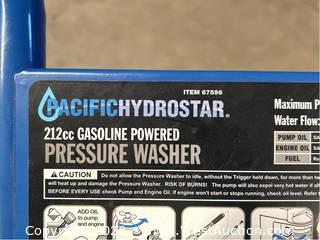 ITEM 67596
PACIFICHYDROSTAR®
212cc GASOLINE POWERED
PRESSURE WASHER
Maximum P
Water Flow:
PUMP OIL SA
ENGINE OIL SA
FUEL Re
CAUTION Do not allow the Pressure Washer to idle, without the Trigger held down, for more than tw
will heat up and damage the Pressure Washer. RISK OF BURNS! The pump will also expel very hot water if all
BEFORE EVERY USE check Pump and Engine Oil. If engine won't start or stops running, check oil level. Refer t
ADD OIL
to pump
and engine